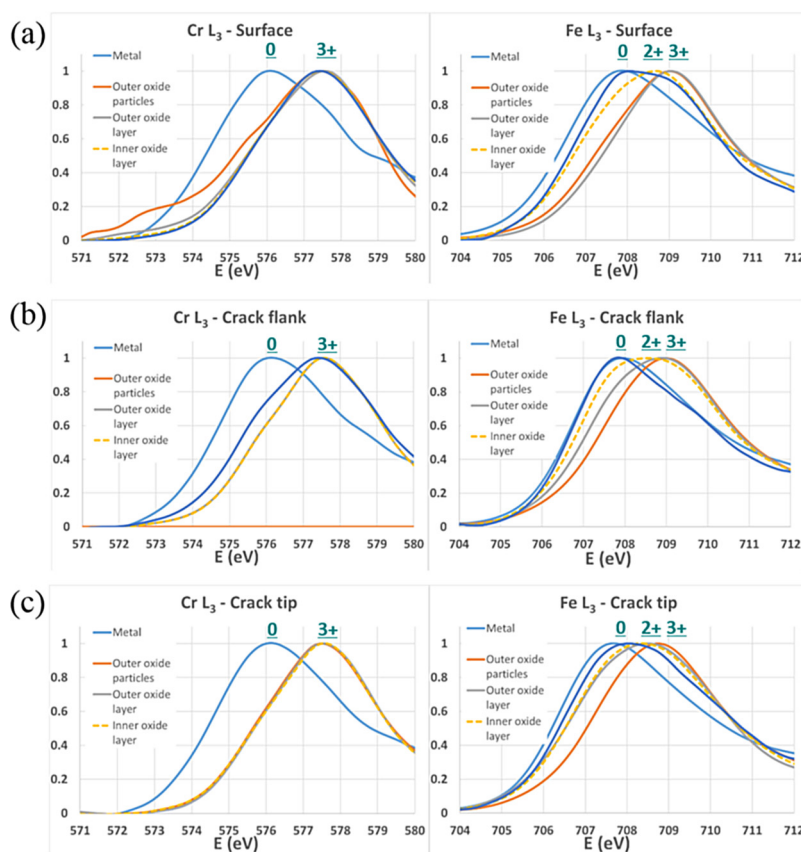 (a)
Cr L₃ - Surface
0 3+
Metal
Outer oxide
particles
Outer oxide
layer
Inner oxide
layer
1
0.8
0.6
0.4
0.2
0
571 572 573 574 575 576 577 578 579 580
E (eV)
Fe L₃ - Surface
0 2+ 3+
Metal
Outer oxide
particles
Outer oxide
layer
Inner oxide
layer
1
0.8
0.6
0.4
0.2
0
704 705 706 707 708 709 710 711 712
E (eV)
(b)
Cr L₃ - Crack flank
0 3+
Metal
Outer oxide
particles
Outer oxide
layer
Inner oxide
layer
1
0.8
0.6
0.4
0.2
0
571 572 573 574 575 576 577 578 579 580
E (eV)
Fe L₃ - Crack flank
0 2+ 3+
Metal
Outer oxide
particles
Outer oxide
layer
Inner oxide
layer
1
0.8
0.6
0.4
0.2
0
704 705 706 707 708 709 710 711 712
E (eV)
(c)
Cr L₃ - Crack tip
0 3+
Metal
Outer oxide
particles
Outer oxide
layer
Inner oxide
layer
1
0.8
0.6
0.4
0.2
0
571 572 573 574 575 576 577 578 579 580
E (eV)
Fe L₃ - Crack tip
0 2+ 3+
Metal
Outer oxide
particles
Outer oxide
layer
Inner oxide
layer
1
0.8
0.6
0.4
0.2
0
704 705 706 707 708 709 710 711 712
E (eV)